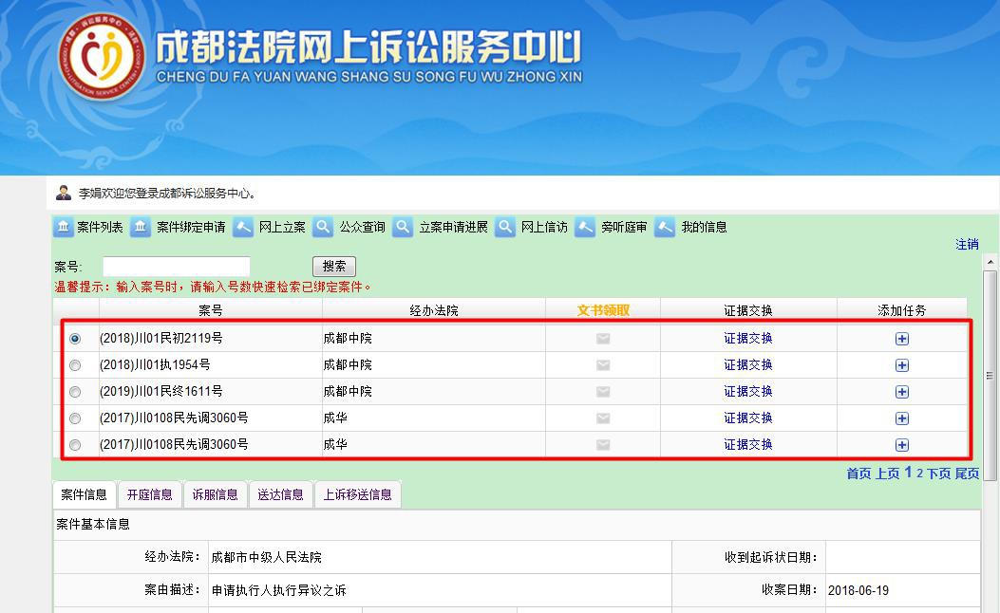 成都法院网上诉讼服务中心
CHENG DU FA YUAN WANG SHANG SU SONG FU WU ZHONG XIN
李娟欢迎您登录成都诉讼服务中心。
案件列表 案件绑定申请 网上立案 公众查询 立案申请进展 网上信访 旁听庭审 我的信息
注销
案号: 搜索
温馨提示：输入案号时，请输入号数快速检索已绑定案件。
案号 经办法院 文书领取 证据交换 添加任务
(2018)川01民初2119号 成都中院 证据交换
(2018)川01执1954号 成都中院 证据交换
(2019)川01民终1611号 成都中院 证据交换
(2017)川0108民先调3060号 成华 证据交换
(2017)川0108民先调3060号 成华 证据交换
首页 上页 1 2 下页 尾页
案件信息 开庭信息 诉服信息 送达信息 上诉移送信息
案件基本信息
经办法院： 成都市中级人民法院 收到起诉状日期：
案由描述： 申请执行人执行异议之诉 收案日期： 2018-06-19